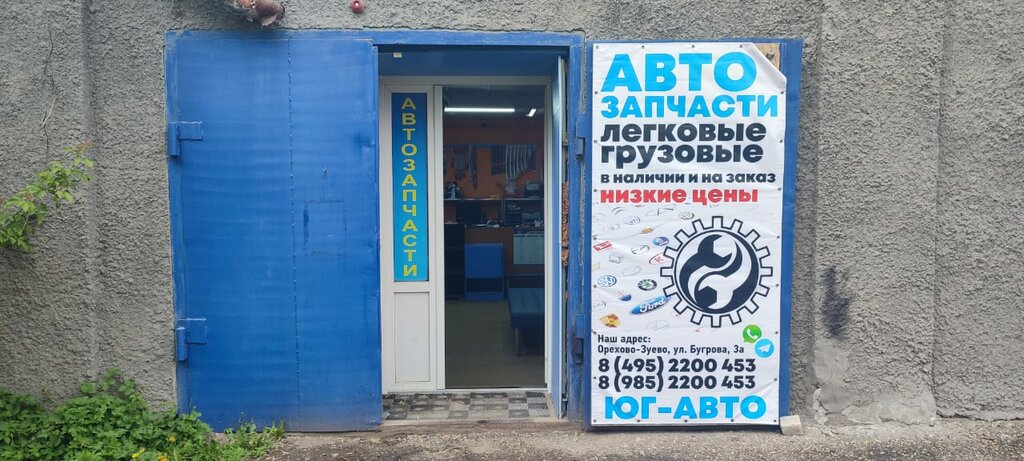 АВТОЗАПЧАСТИ
АВТО
ЗАПЧАСТИ
ЛЕГКОВЫЕ
ГРУЗОВЫЕ
В НАЛИЧИИ И НА ЗАКАЗ
НИЗКИЕ ЦЕНЫ
Ford
Наш адрес:
Орехово-Зуево, ул. Бугрова, 3а
8 (495) 2200 453
8 (985) 2200 453
ЮГ-АВТО